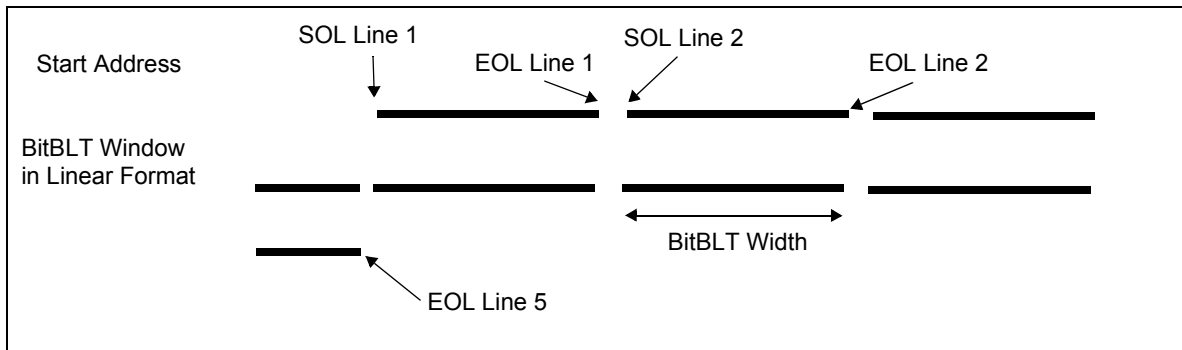 SOL Line 1
SOL Line 2
Start Address
EOL Line 1
EOL Line 2
BitBLT Window
in Linear Format
BitBLT Width
EOL Line 5